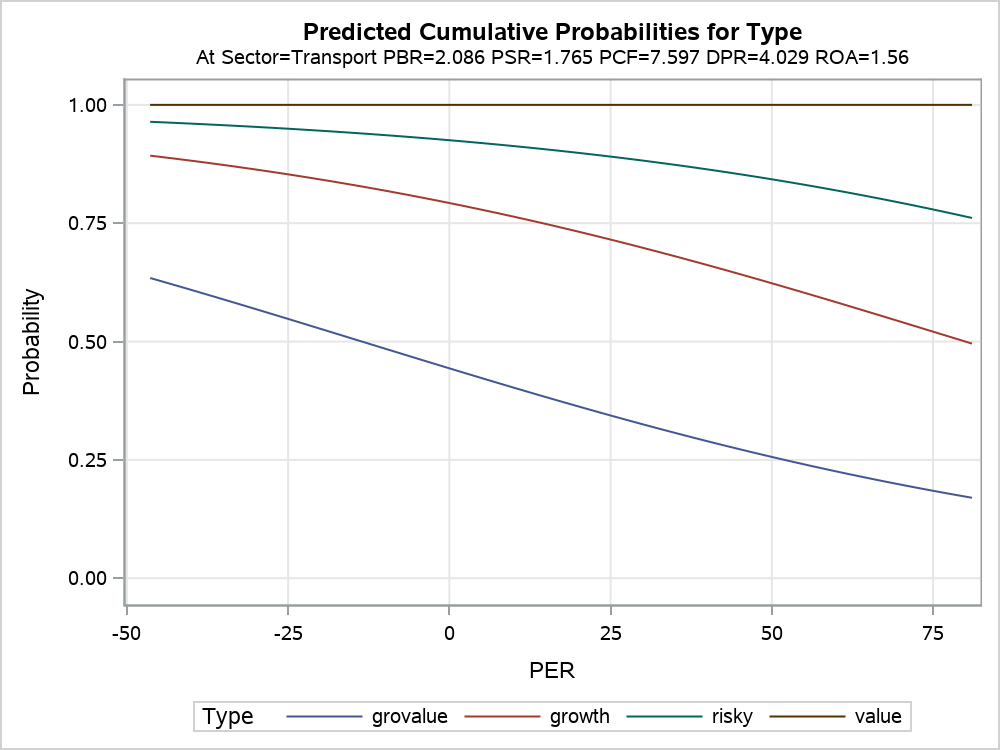 Predicted Cumulative Probabilities for Type
At Sector=Transport PBR=2.086 PSR=1.765 PCF=7.597 DPR=4.029 ROA=1.56
1.00
0.75
0.50
0.25
0.00
Probability
-50 -25 0 25 50 75
PER
Type grovalue growth risky value